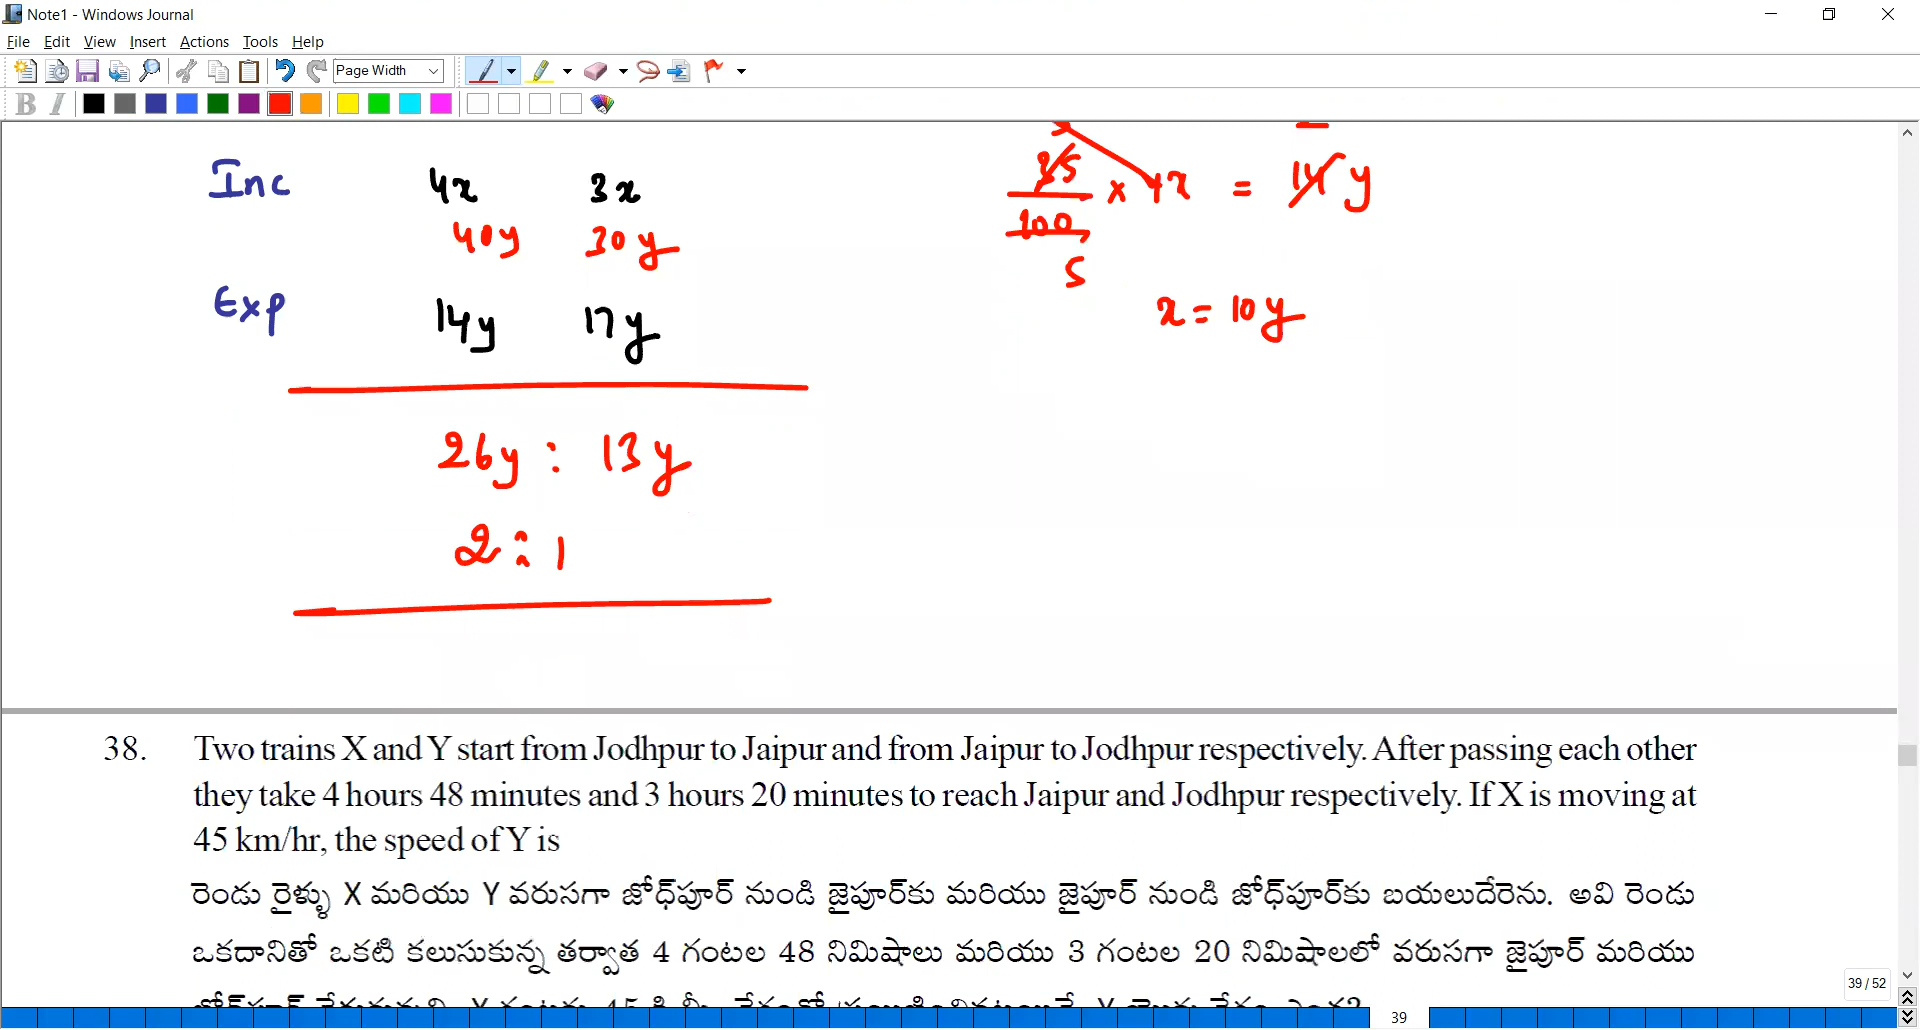 Note1 - Windows Journal
File Edit View Insert Actions Tools Help
Page Width
B I
Inc 4x 3x
40y 30y
Exp 14y 17y
26y : 13y
2 : 1
35
100 × 4x = 14y
5
x = 10y
38. Two trains X and Y start from Jodhpur to Jaipur and from Jaipur to Jodhpur respectively. After passing each other
they take 4 hours 48 minutes and 3 hours 20 minutes to reach Jaipur and Jodhpur respectively. If X is moving at
45 km/hr, the speed of Y is
రెండు రైళ్ళు X మరియు Y వరుసగా జోధ్‌పూర్ నుండి జైపూర్‌కు మరియు జైపూర్ నుండి జోధ్‌పూర్‌కు బయలుదేరెను. అవి రెండు
ఒకదానితో ఒకటి కలుసుకున్న తర్వాత 4 గంటల 48 నిమిషాలు మరియు 3 గంటల 20 నిమిషాలలో వరుసగా జైపూర్ మరియు
39 / 52
39